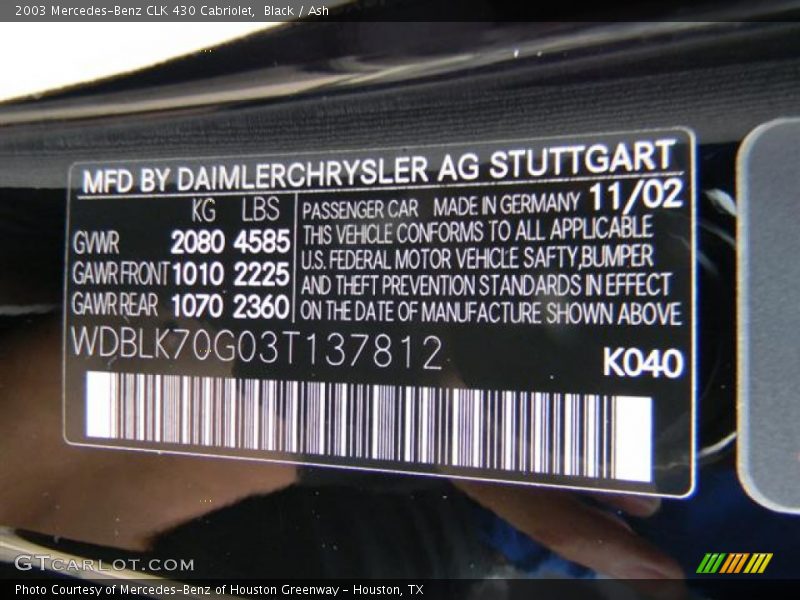 2003 Mercedes-Benz CLK 430 Cabriolet, Black / Ash
MFD BY DAIMLERCHRYSLER AG STUTTGART
KG LBS
GVWR 2080 4585
GAWR FRONT 1010 2225
GAWR REAR 1070 2360
PASSENGER CAR MADE IN GERMANY 11/02
THIS VEHICLE CONFORMS TO ALL APPLICABLE
U.S. FEDERAL MOTOR VEHICLE SAFTY,BUMPER
AND THEFT PREVENTION STANDARDS IN EFFECT
ON THE DATE OF MANUFACTURE SHOWN ABOVE
WDBLK70G03T137812
K040
GTCARLOT.COM
Photo Courtesy of Mercedes-Benz of Houston Greenway - Houston, TX